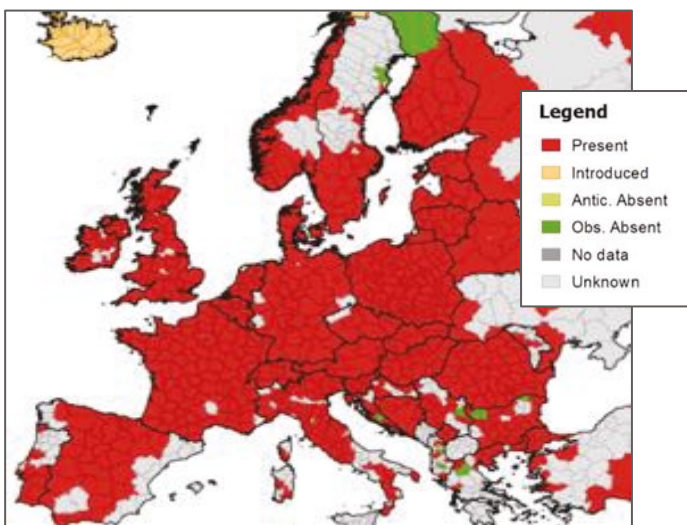 Legend
Present
Introduced
Antic. Absent
Obs. Absent
No data
Unknown